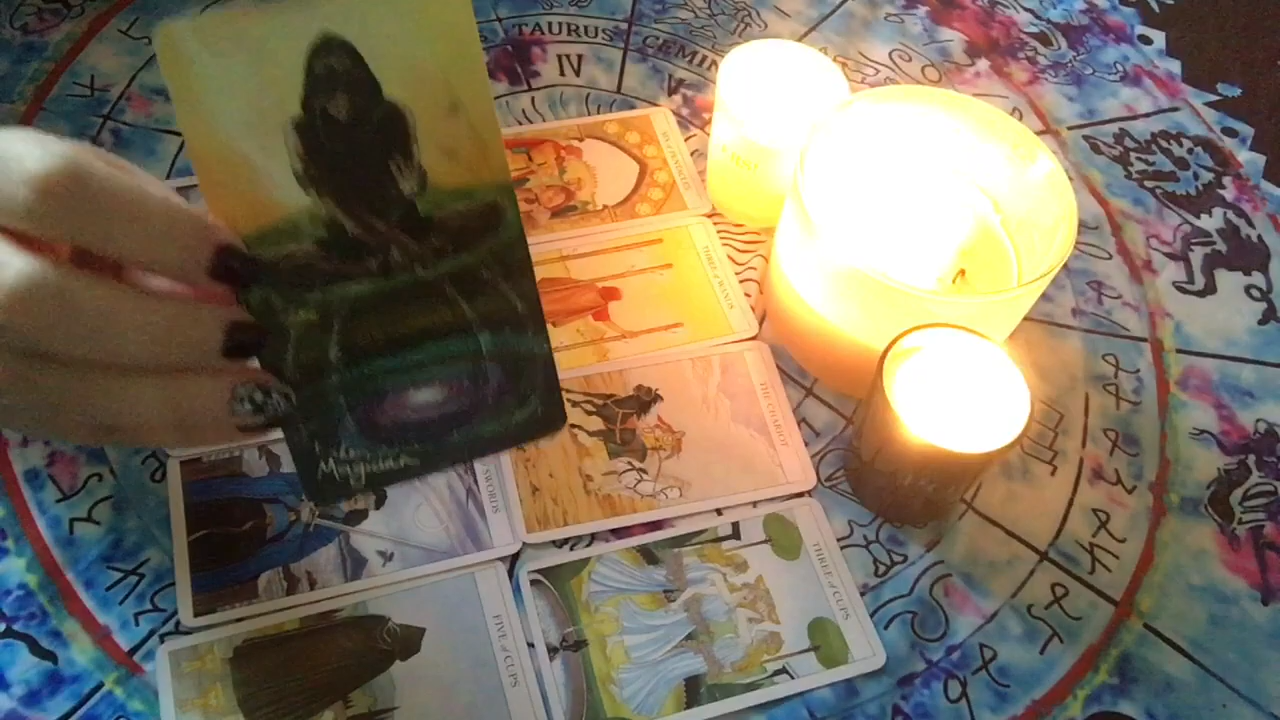 TAURUS
GEMINI
IV
V
SIX of PENTACLES
THREE of WANDS
THE CHARIOT
SWORDS
THREE of CUPS
FIVE of CUPS
Magician